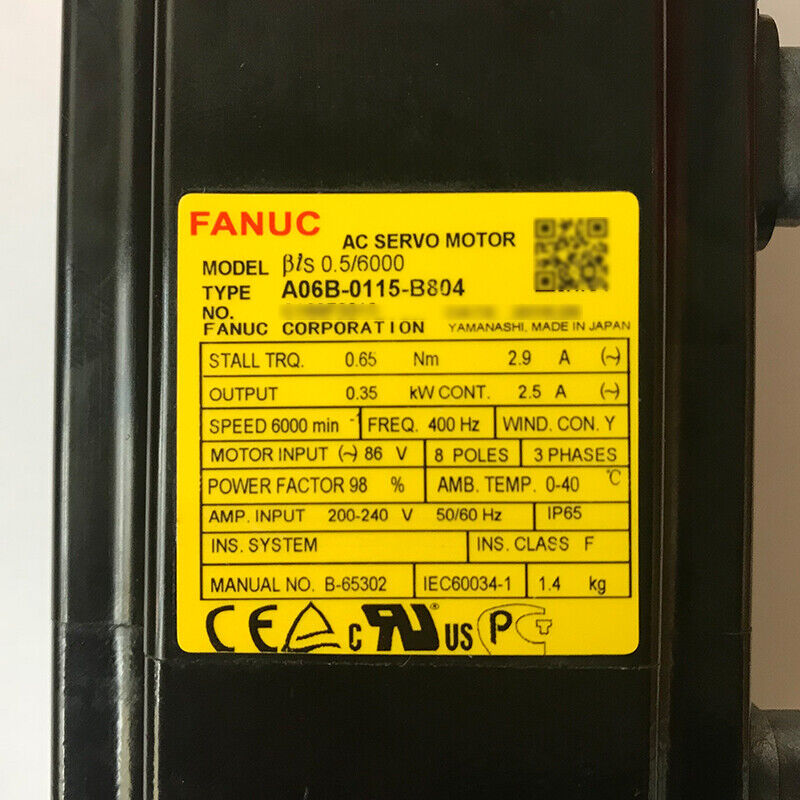 FANUC
AC SERVO MOTOR
MODEL βis 0.5/6000
TYPE A06B-0115-B804
NO.
FANUC CORPORATION YAMANASHI, MADE IN JAPAN
STALL TRQ. 0.65 Nm 2.9 A (~)
OUTPUT 0.35 kW CONT. 2.5 A (~)
SPEED 6000 min -1 FREQ. 400 Hz WIND. CON. Y
MOTOR INPUT (~) 86 V 8 POLES 3 PHASES
POWER FACTOR 98 % AMB. TEMP. 0-40 ℃
AMP. INPUT 200-240 V 50/60 Hz IP65
INS. SYSTEM INS. CLASS F
MANUAL NO. B-65302 IEC60034-1 1.4 kg
CE c RU ® US PCT